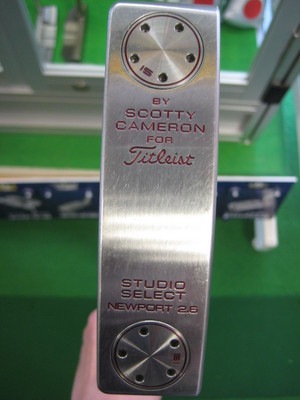 BY
SCOTTY
CAMERON
FOR
Titleist
STUDIO
SELECT
NEWPORT 2.6